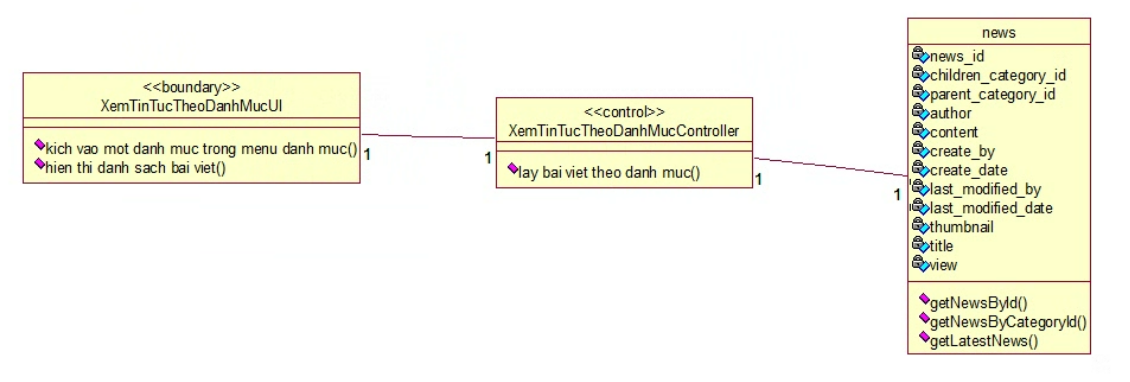 <<boundary>>
XemTinTucTheoDanhMucUI
kich vao mot danh muc trong menu danh muc()
hien thi danh sach bai viet()
1
1
<<control>>
XemTinTucTheoDanhMucController
lay bai viet theo danh muc()
1
1
news
news_id
children_category_id
parent_category_id
author
content
create_by
create_date
last_modified_by
last_modified_date
thumbnail
title
view
getNewsById()
getNewsByCategoryId()
getLatestNews()